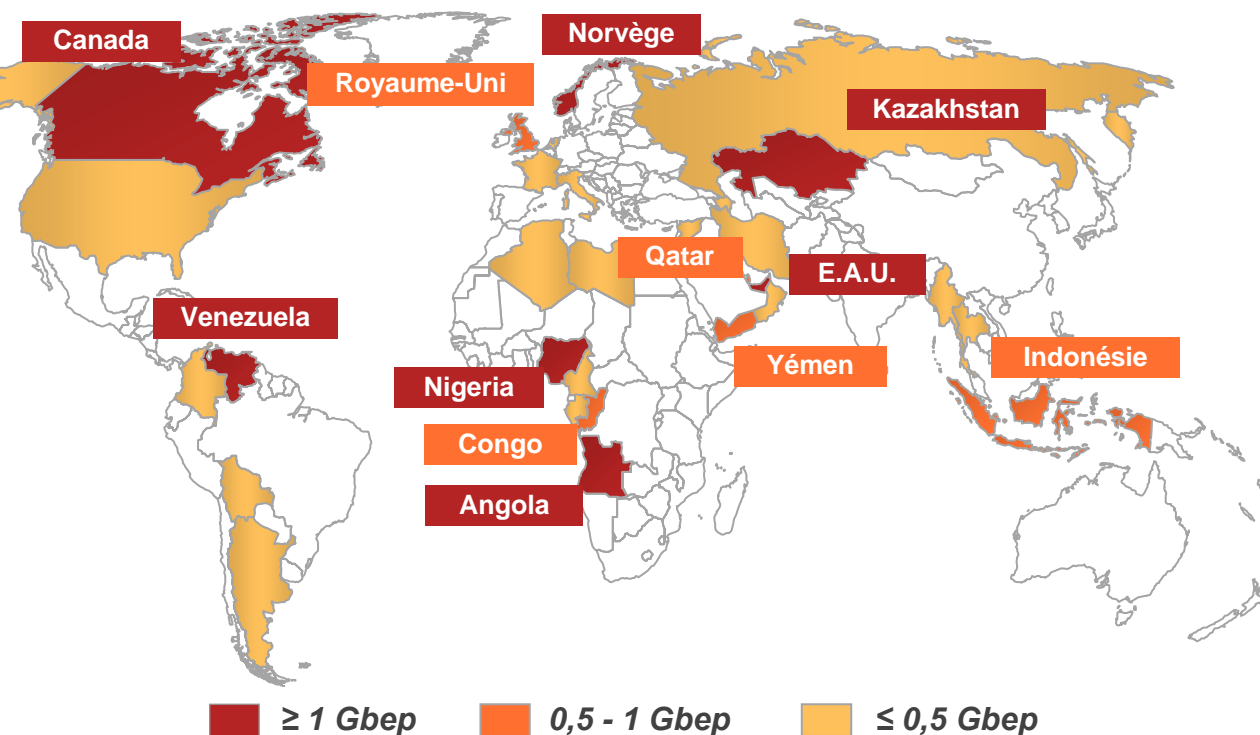 Canada
Norvège
Royaume-Uni
Kazakhstan
Qatar
E.A.U.
Venezuela
Indonésie
Yémen
Nigeria
Congo
Angola
≥ 1 Gbep
0,5 - 1 Gbep
≤ 0,5 Gbep